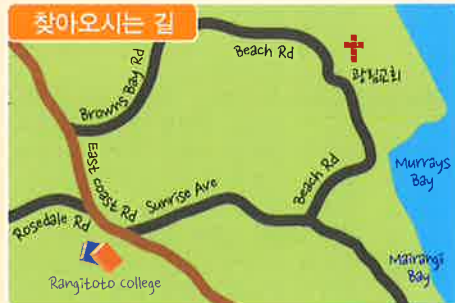 찾아오시는 길
Beach Rd
광림교회
Browns Bay Rd
East coast Rd
Murrays
Bay
Beach Rd
Sunrise Ave
Rosedale Rd
Rangitoto college
Mairangi
Bay